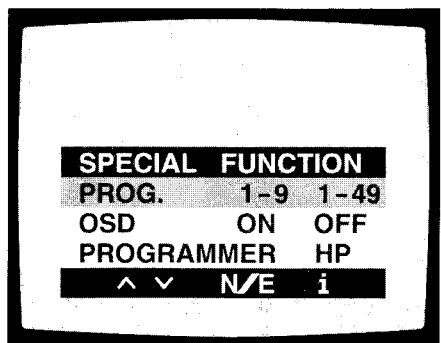 SPECIAL FUNCTION
PROG. 1-9 1-49
OSD ON OFF
PROGRAMMER HP
^ v N/E i